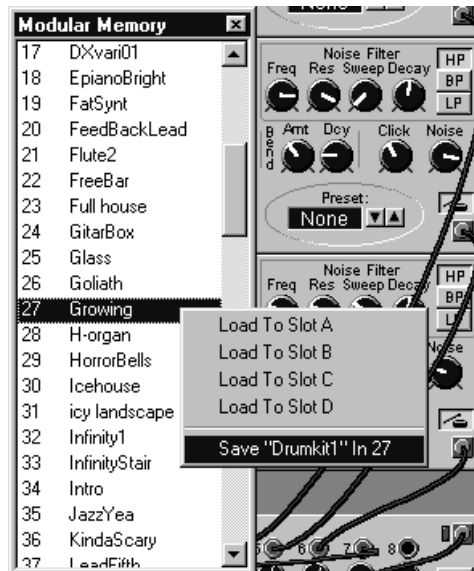 Modular Memory
17 DXvari01
18 EpianoBright
19 FatSynt
20 FeedBackLead
21 Flute2
22 FreeBar
23 Full house
24 GitarBox
25 Glass
26 Goliath
27 Growing
28 H-organ
29 HorrorBells
30 Icehouse
31 icy landscape
32 Infinity1
33 InfinityStair
34 Intro
35 JazzYea
36 KindaScary
37 LeadFifth
Load To Slot A
Load To Slot B
Load To Slot C
Load To Slot D
Save "Drumkit1" In 27
None
Noise Filter
Freq Res Sweep Decay
HP
BP
LP
Bend
Amt Dcy Click Noise
Preset:
None
Noise Filter
Freq Res Sweep Decay
HP
BP
6 7 8